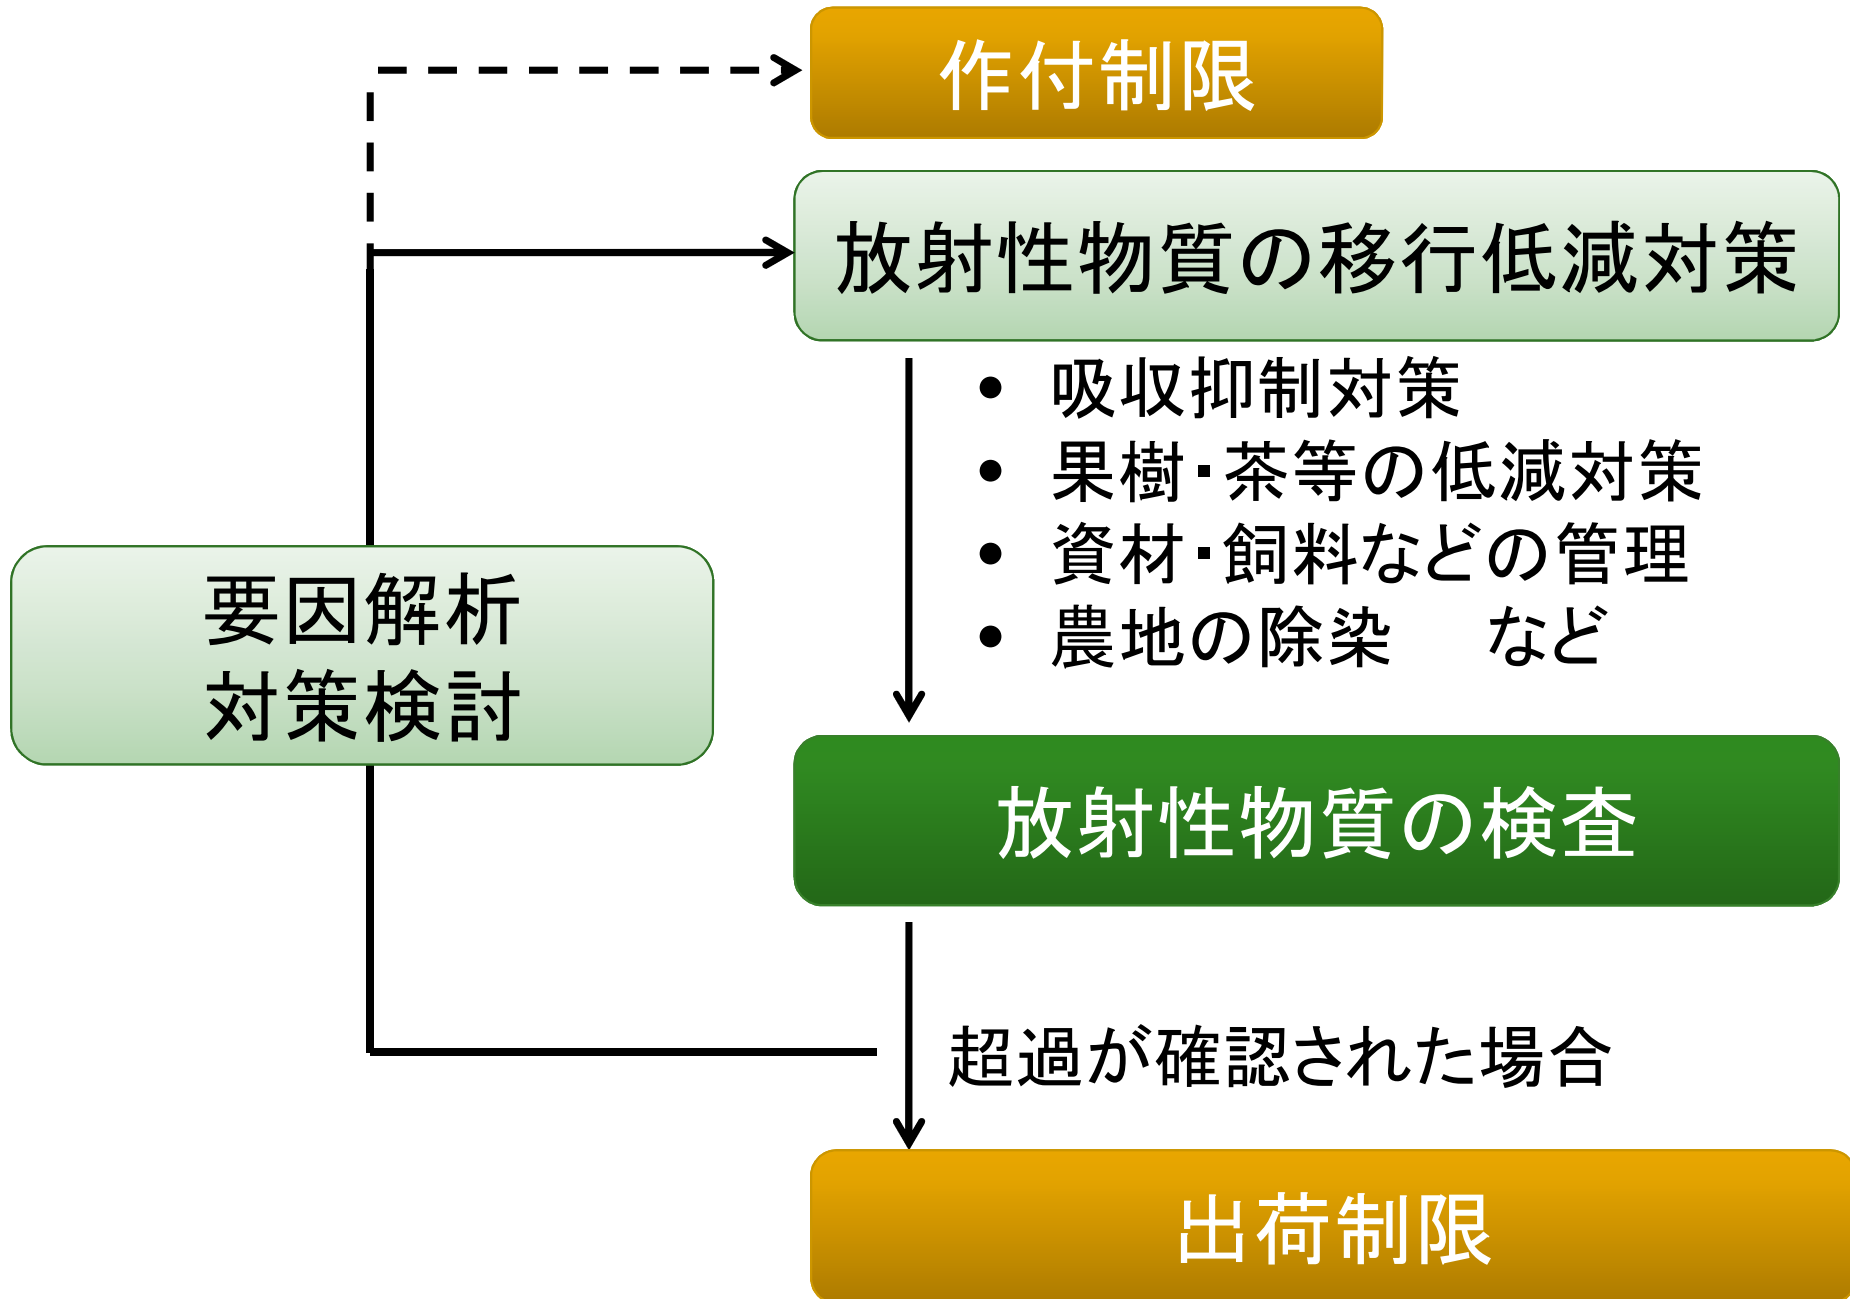 作付制限
放射性物質の移行低減対策
• 吸収抑制対策
• 果樹・茶等の低減対策
• 資材・飼料などの管理
• 農地の除染 など
要因解析
対策検討
放射性物質の検査
超過が確認された場合
出荷制限